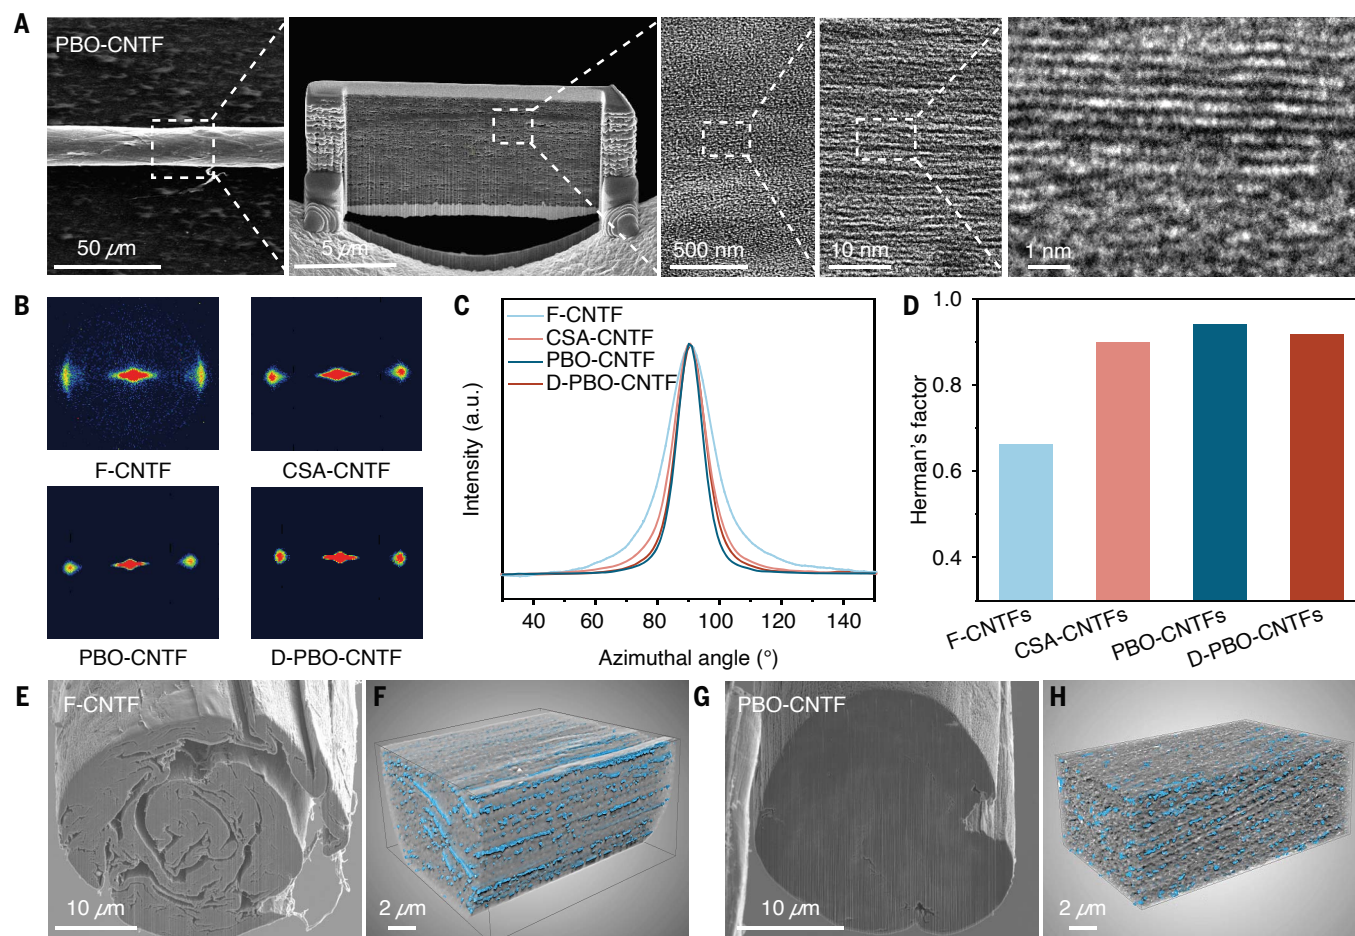 A
PBO-CNTF
50 µm
5 µm
500 nm
10 nm
1 nm
B
F-CNTF
CSA-CNTF
PBO-CNTF
D-PBO-CNTF
C
F-CNTF
CSA-CNTF
PBO-CNTF
D-PBO-CNTF
Intensity (a.u.)
40 60 80 100 120 140
Azimuthal angle (°)
D
1.0
0.8
0.6
0.4
Herman's factor
F-CNTFs
CSA-CNTFs
PBO-CNTFs
D-PBO-CNTFs
E
F-CNTF
10 µm
F
2 µm
G
PBO-CNTF
10 µm
H
2 µm